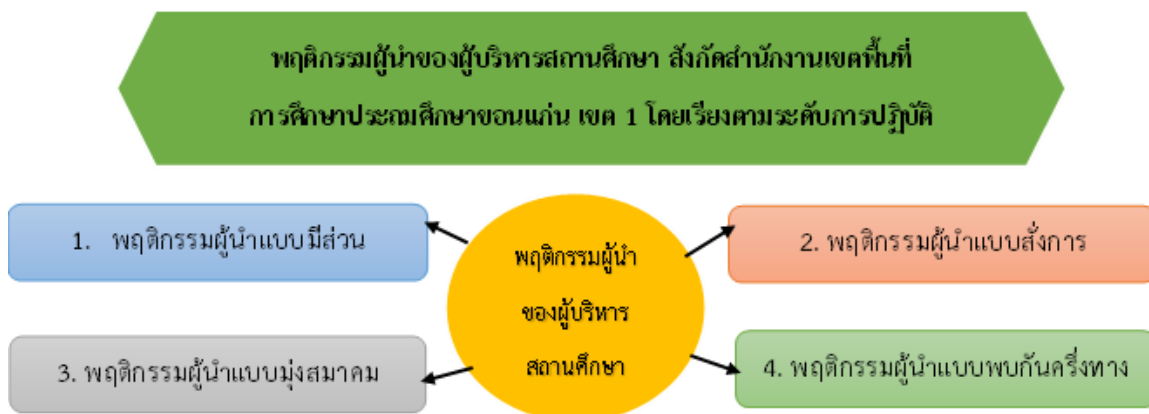 พฤติกรรมผู้นำของผู้บริหารสถานศึกษา สังกัดสำนักงานเขตพื้นที่
การศึกษาประถมศึกษาขอนแก่น เขต 1 โดยเรียงตามระดับการปฏิบัติ
1. พฤติกรรมผู้นำแบบมีส่วน
2. พฤติกรรมผู้นำแบบสั่งการ
พฤติกรรมผู้นำ
ของผู้บริหาร
สถานศึกษา
3. พฤติกรรมผู้นำแบบมุ่งสมาคม
4. พฤติกรรมผู้นำแบบพบกันครึ่งทาง